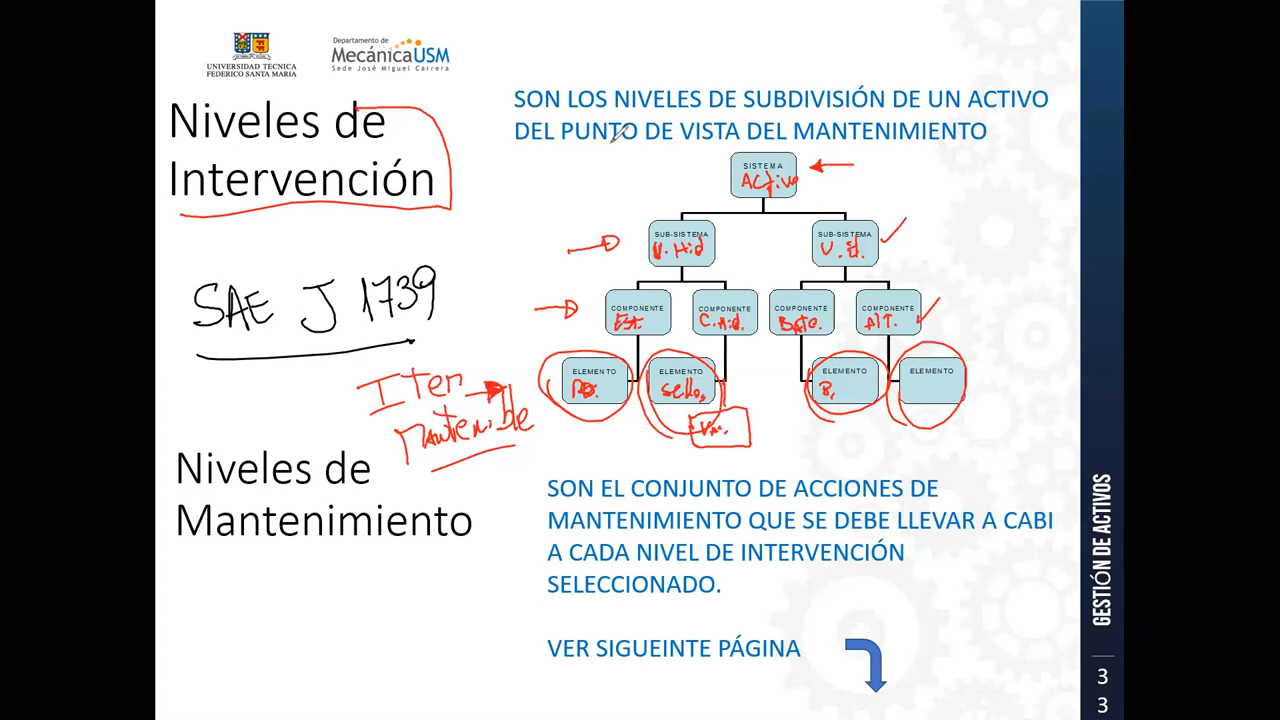 UNIVERSIDAD TECNICA
FEDERICO SANTA MARIA
Departamento de
MecánicaUSM
Sede José Miguel Carrera
Niveles de
Intervención
SON LOS NIVELES DE SUBDIVISIÓN DE UN ACTIVO
DEL PUNTO DE VISTA DEL MANTENIMIENTO
SISTEMA
Activo
SUB-SISTEMA
U. Hid
SUB-SISTEMA
COMPONENTE
Est.
COMPONENTE
C. Hid.
COMPONENTE
COMPONENTE
Alt.
ELEMENTO
ELEMENTO
Sellos
ELEMENTO
ELEMENTO
SAE J 1739
Item
Mantenible
Niveles de
Mantenimiento
SON EL CONJUNTO DE ACCIONES DE
MANTENIMIENTO QUE SE DEBE LLEVAR A CABI
A CADA NIVEL DE INTERVENCIÓN
SELECCIONADO.
VER SIGUEINTE PÁGINA
GESTIÓN DE ACTIVOS
3
3